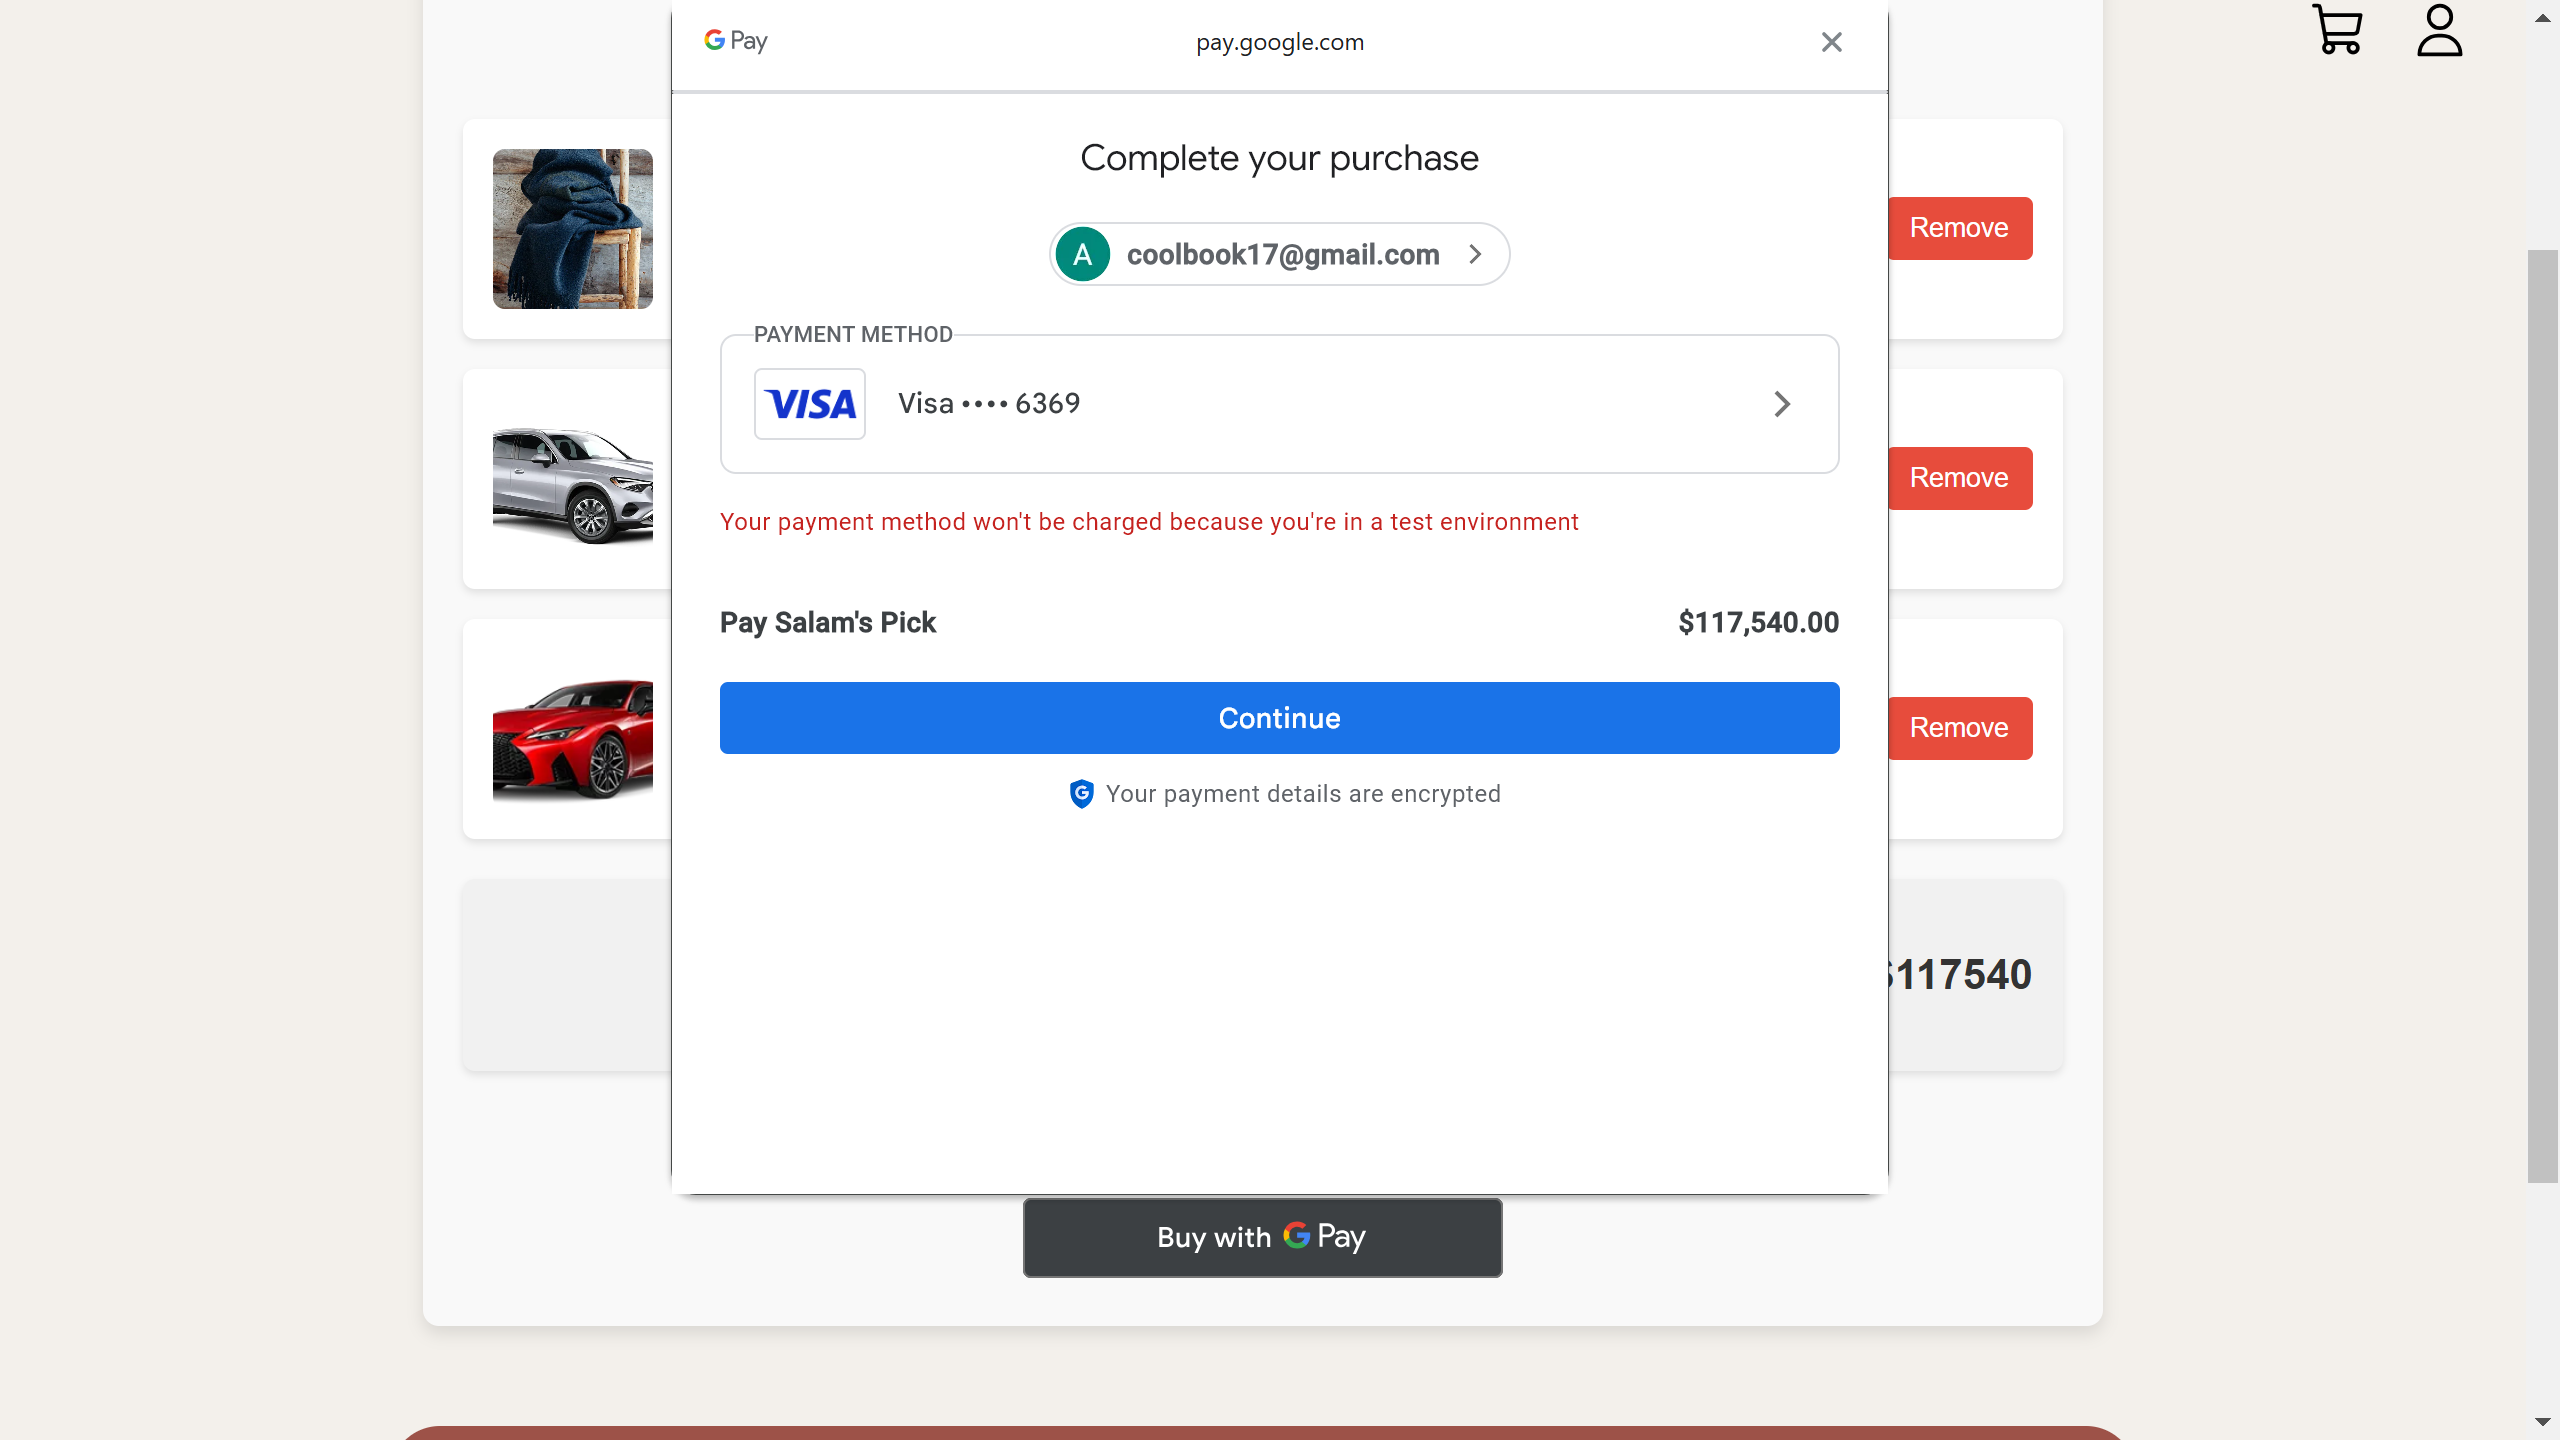 G Pay
pay.google.com
Complete your purchase
A coolbook17@gmail.com
PAYMENT METHOD
VISA Visa •••• 6369
Your payment method won't be charged because you're in a test environment
Pay Salam's Pick $117,540.00
Continue
Your payment details are encrypted
Remove
Remove
Remove
$117540
Buy with G Pay